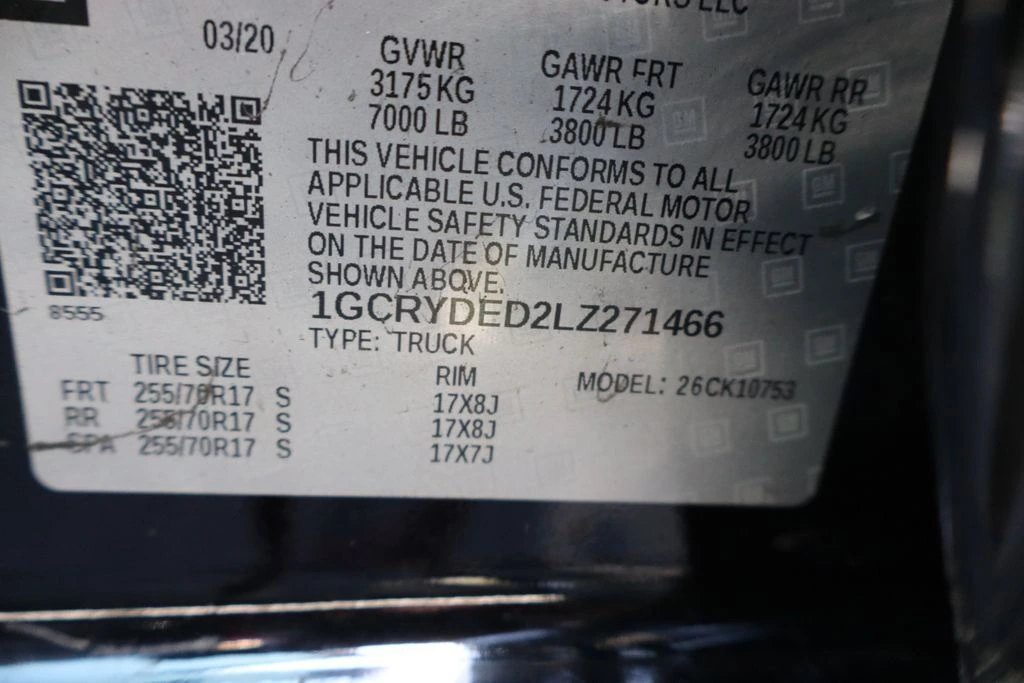 MOTORS LLC
03/20
GVWR GAWR FRT GAWR RR
3175 KG 1724 KG 1724 KG
7000 LB 3800 LB 3800 LB
THIS VEHICLE CONFORMS TO ALL
APPLICABLE U.S. FEDERAL MOTOR
VEHICLE SAFETY STANDARDS IN EFFECT
ON THE DATE OF MANUFACTURE
SHOWN ABOVE.
8555
1GCRYDED2LZ271466
TYPE: TRUCK
TIRE SIZE RIM MODEL: 26CK10753
FRT 255/70R17 S 17X8J
RR 255/70R17 S 17X8J
SPA 255/70R17 S 17X7J